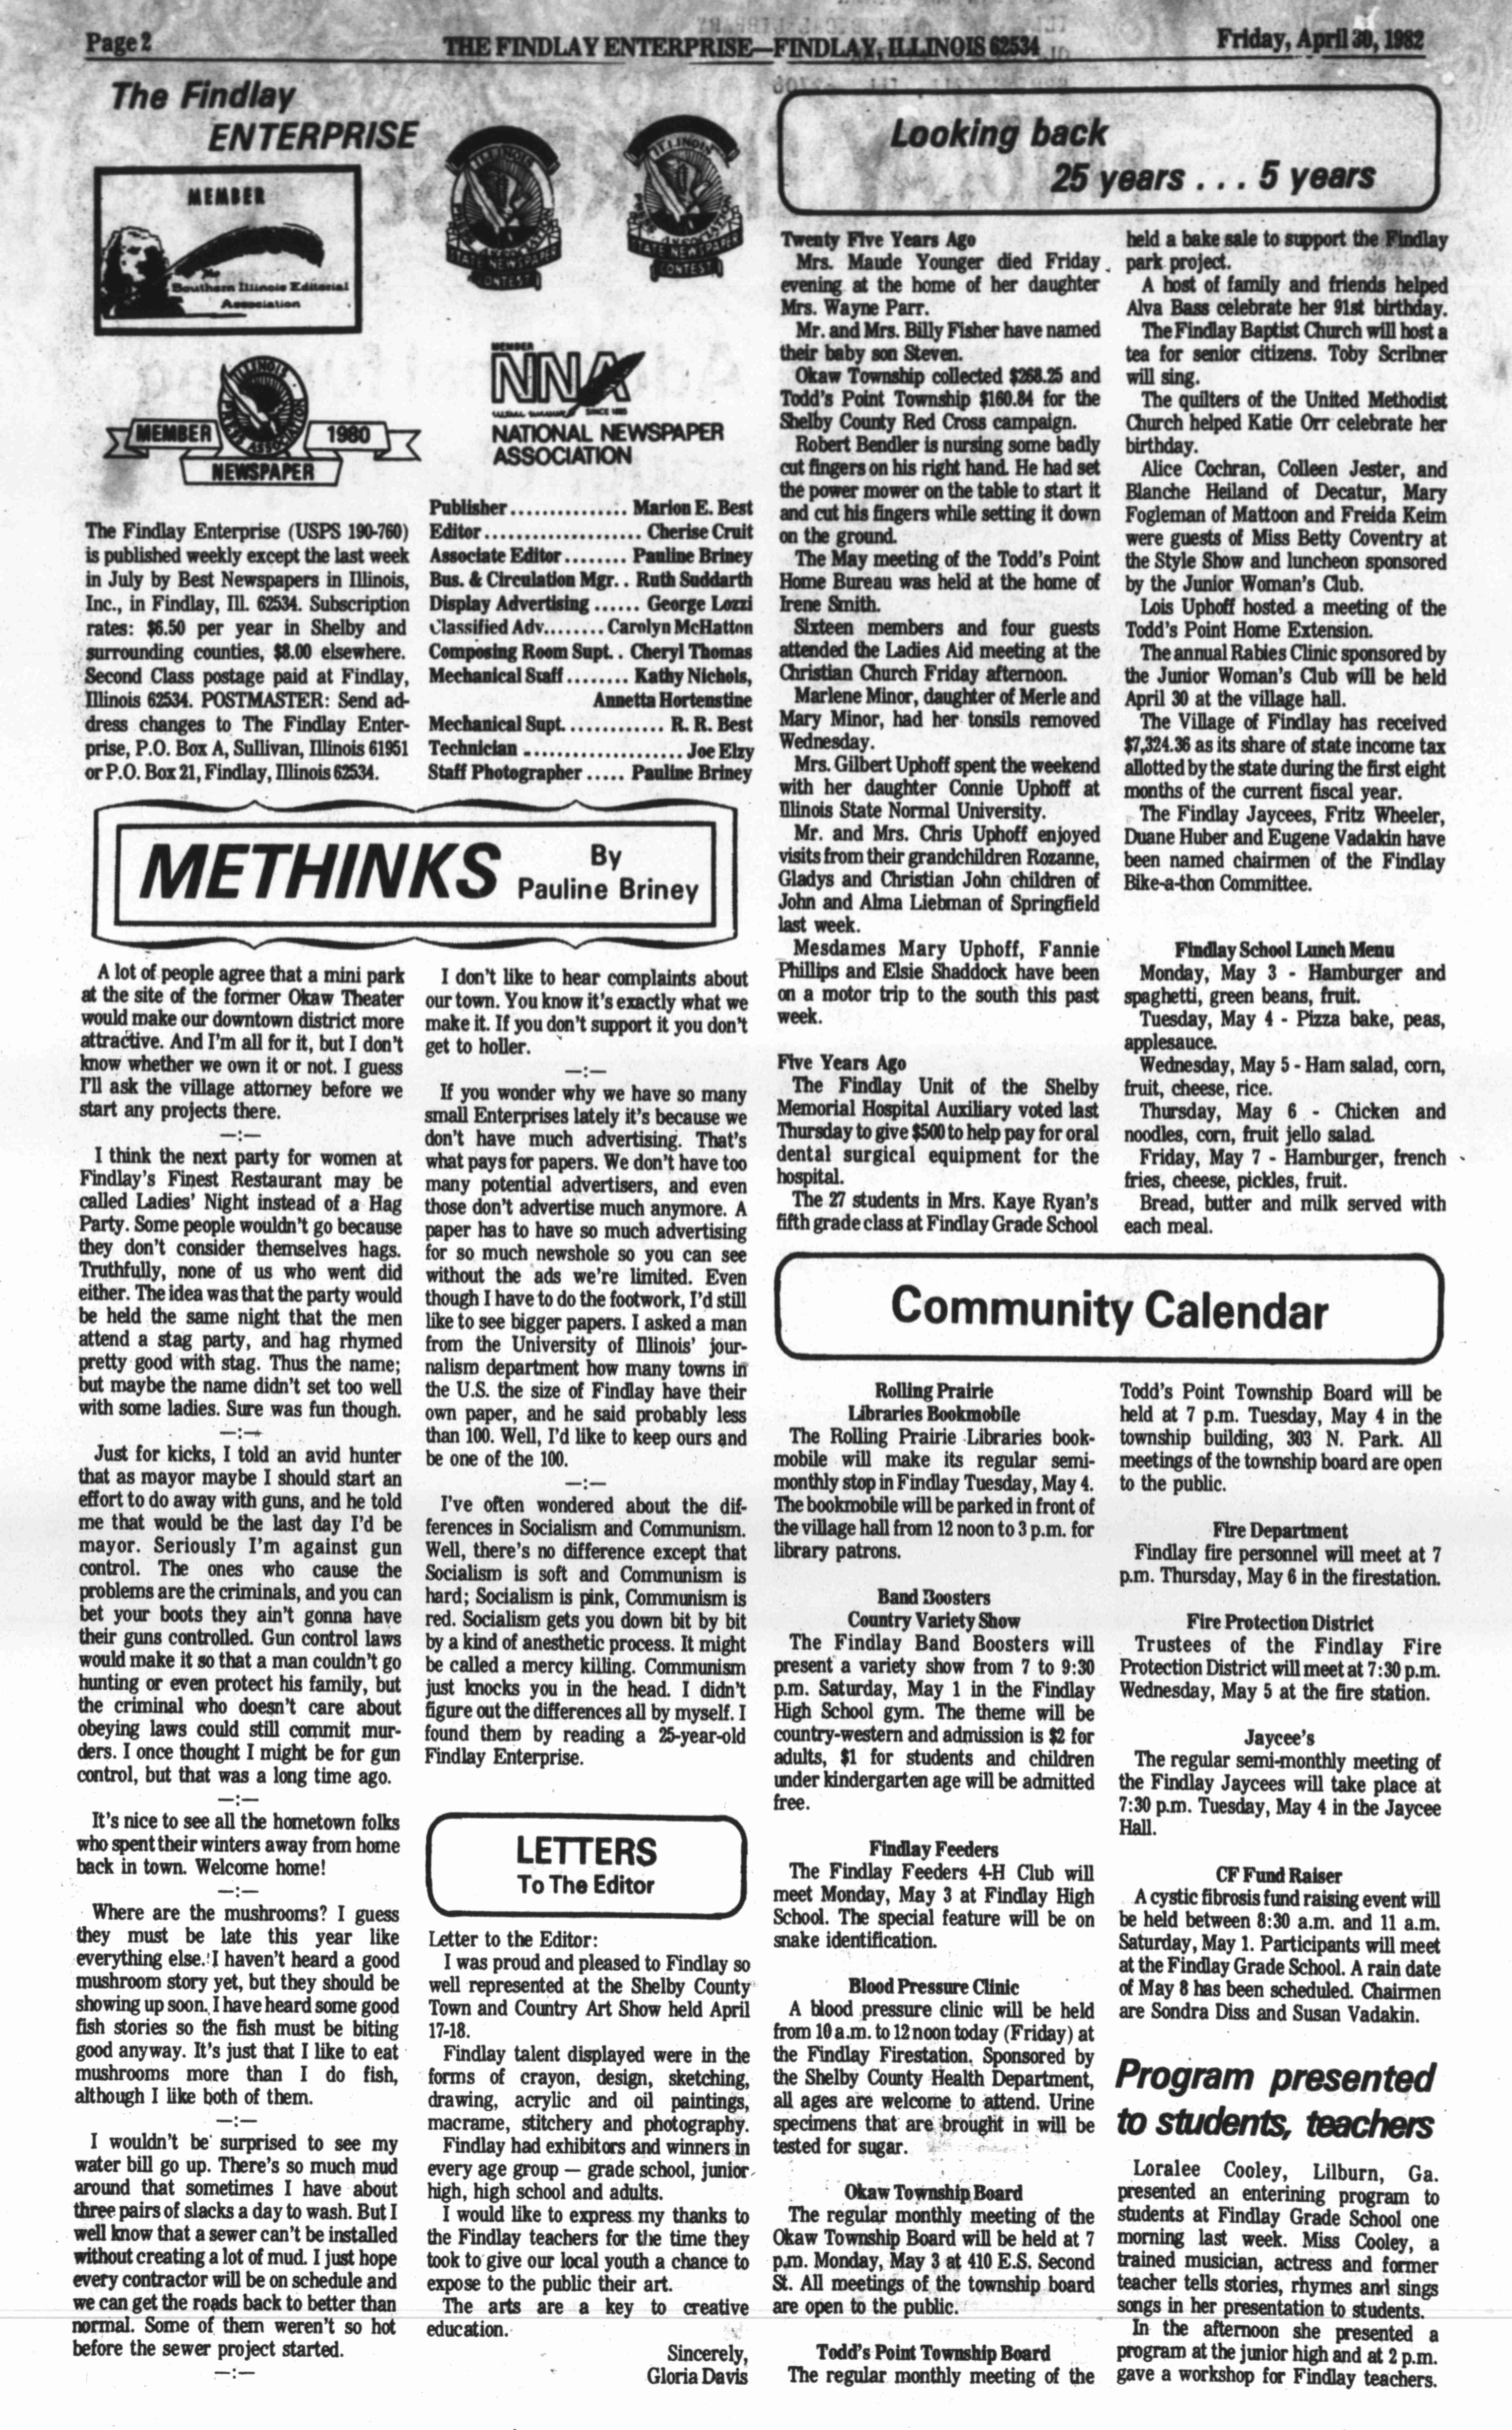 Page 2
THE FINDLAY ENTERPRISE—FINDLAY, ILLINOIS 62534
Friday, April 30, 1982
The Findlay
ENTERPRISE
MEMBER
The
Southern Illinois Editorial
Association
ILLINOIS
PRESS ASSOCIATION
STATE NEWSPAPER
CONTEST
ILLINOIS
PRESS ASSOCIATION
STATE NEWSPAPER
CONTEST
ILLINOIS
PRESS ASSOCIATION
MEMBER
1980
NEWSPAPER
MEMBER
NNA
SINCE 1885
NATIONAL NEWSPAPER
ASSOCIATION
The Findlay Enterprise (USPS 190-760)
is published weekly except the last week
in July by Best Newspapers in Illinois,
Inc., in Findlay, Ill. 62534. Subscription
rates: $6.50 per year in Shelby and
surrounding counties, $8.00 elsewhere.
Second Class postage paid at Findlay,
Illinois 62534. POSTMASTER: Send ad-
dress changes to The Findlay Enter-
prise, P.O. Box A, Sullivan, Illinois 61951
or P.O. Box 21, Findlay, Illinois 62534.
Publisher.............. Marion E. Best
Editor.................... Cherise Cruit
Associate Editor........ Pauline Briney
Bus. & Circulation Mgr.. Ruth Suddarth
Display Advertising...... George Lozzi
Classified Adv........ Carolyn McHatton
Composing Room Supt.. Cheryl Thomas
Mechanical Staff........ Kathy Nichols,
Annetta Hortenstine
Mechanical Supt............. R. R. Best
Technician.................... Joe Elzy
Staff Photographer..... Pauline Briney
METHINKS
By
Pauline Briney
A lot of people agree that a mini park
at the site of the former Okaw Theater
would make our downtown district more
attractive. And I'm all for it, but I don't
know whether we own it or not. I guess
I'll ask the village attorney before we
start any projects there.
—:—
I think the next party for women at
Findlay's Finest Restaurant may be
called Ladies' Night instead of a Hag
Party. Some people wouldn't go because
they don't consider themselves hags.
Truthfully, none of us who went did
either. The idea was that the party would
be held the same night that the men
attend a stag party, and hag rhymed
pretty good with stag. Thus the name;
but maybe the name didn't set too well
with some ladies. Sure was fun though.
—:—
Just for kicks, I told an avid hunter
that as mayor maybe I should start an
effort to do away with guns, and he told
me that would be the last day I'd be
mayor. Seriously I'm against gun
control. The ones who cause the
problems are the criminals, and you can
bet your boots they ain't gonna have
their guns controlled. Gun control laws
would make it so that a man couldn't go
hunting or even protect his family, but
the criminal who doesn't care about
obeying laws could still commit mur-
ders. I once thought I might be for gun
control, but that was a long time ago.
—:—
It's nice to see all the hometown folks
who spent their winters away from home
back in town. Welcome home!
—:—
Where are the mushrooms? I guess
they must be late this year like
everything else. I haven't heard a good
mushroom story yet, but they should be
showing up soon. I have heard some good
fish stories so the fish must be biting
good anyway. It's just that I like to eat
mushrooms more than I do fish,
although I like both of them.
—:—
I wouldn't be surprised to see my
water bill go up. There's so much mud
around that sometimes I have about
three pairs of slacks a day to wash. But I
well know that a sewer can't be installed
without creating a lot of mud. I just hope
every contractor will be on schedule and
we can get the roads back to better than
normal. Some of them weren't so hot
before the sewer project started.
—:—
I don't like to hear complaints about
our town. You know it's exactly what we
make it. If you don't support it you don't
get to holler.
—:—
If you wonder why we have so many
small Enterprises lately it's because we
don't have much advertising. That's
what pays for papers. We don't have too
many potential advertisers, and even
those don't advertise much anymore. A
paper has to have so much advertising
for so much newshole so you can see
without the ads we're limited. Even
though I have to do the footwork, I'd still
like to see bigger papers. I asked a man
from the University of Illinois' jour-
nalism department how many towns in
the U.S. the size of Findlay have their
own paper, and he said probably less
than 100. Well, I'd like to keep ours and
be one of the 100.
—:—
I've often wondered about the dif-
ferences in Socialism and Communism.
Well, there's no difference except that
Socialism is soft and Communism is
hard; Socialism is pink, Communism is
red. Socialism gets you down bit by bit
by a kind of anesthetic process. It might
be called a mercy killing. Communism
just knocks you in the head. I didn't
figure out the differences all by myself. I
found them by reading a 25-year-old
Findlay Enterprise.
LETTERS
To The Editor
Letter to the Editor:
I was proud and pleased to Findlay so
well represented at the Shelby County
Town and Country Art Show held April
17-18.
Findlay talent displayed were in the
forms of crayon, design, sketching,
drawing, acrylic and oil paintings,
macrame, stitchery and photography.
Findlay had exhibitors and winners in
every age group — grade school, junior
high, high school and adults.
I would like to express my thanks to
the Findlay teachers for the time they
took to give our local youth a chance to
expose to the public their art.
The arts are a key to creative
education.
Sincerely,
Gloria Davis
Looking back
25 years . . . 5 years
Twenty Five Years Ago
Mrs. Maude Younger died Friday
evening at the home of her daughter
Mrs. Wayne Parr.
Mr. and Mrs. Billy Fisher have named
their baby son Steven.
Okaw Township collected $268.25 and
Todd's Point Township $160.84 for the
Shelby County Red Cross campaign.
Robert Bendler is nursing some badly
cut fingers on his right hand. He had set
the power mower on the table to start it
and cut his fingers while setting it down
on the ground.
The May meeting of the Todd's Point
Home Bureau was held at the home of
Irene Smith.
Sixteen members and four guests
attended the Ladies Aid meeting at the
Christian Church Friday afternoon.
Marlene Minor, daughter of Merle and
Mary Minor, had her tonsils removed
Wednesday.
Mrs. Gilbert Uphoff spent the weekend
with her daughter Connie Uphoff at
Illinois State Normal University.
Mr. and Mrs. Chris Uphoff enjoyed
visits from their grandchildren Rozanne,
Gladys and Christian John children of
John and Alma Liebman of Springfield
last week.
Mesdames Mary Uphoff, Fannie
Phillips and Elsie Shaddock have been
on a motor trip to the south this past
week.
Five Years Ago
The Findlay Unit of the Shelby
Memorial Hospital Auxiliary voted last
Thursday to give $500 to help pay for oral
dental surgical equipment for the
hospital.
The 27 students in Mrs. Kaye Ryan's
fifth grade class at Findlay Grade School
held a bake sale to support the Findlay
park project.
A host of family and friends helped
Alva Bass celebrate her 91st birthday.
The Findlay Baptist Church will host a
tea for senior citizens. Toby Scribner
will sing.
The quilters of the United Methodist
Church helped Katie Orr celebrate her
birthday.
Alice Cochran, Colleen Jester, and
Blanche Heiland of Decatur, Mary
Fogleman of Mattoon and Freida Keim
were guests of Miss Betty Coventry at
the Style Show and luncheon sponsored
by the Junior Woman's Club.
Lois Uphoff hosted a meeting of the
Todd's Point Home Extension.
The annual Rabies Clinic sponsored by
the Junior Woman's Club will be held
April 30 at the village hall.
The Village of Findlay has received
$7,324.36 as its share of state income tax
allotted by the state during the first eight
months of the current fiscal year.
The Findlay Jaycees, Fritz Wheeler,
Duane Huber and Eugene Vadakin have
been named chairmen of the Findlay
Bike-a-thon Committee.
Findlay School Lunch Menu
Monday, May 3 - Hamburger and
spaghetti, green beans, fruit.
Tuesday, May 4 - Pizza bake, peas,
applesauce.
Wednesday, May 5 - Ham salad, corn,
fruit, cheese, rice.
Thursday, May 6 - Chicken and
noodles, corn, fruit jello salad.
Friday, May 7 - Hamburger, french
fries, cheese, pickles, fruit.
Bread, butter and milk served with
each meal.
Community Calendar
Rolling Prairie
Libraries Bookmobile
The Rolling Prairie Libraries book-
mobile will make its regular semi-
monthly stop in Findlay Tuesday, May 4.
The bookmobile will be parked in front of
the village hall from 12 noon to 3 p.m. for
library patrons.
Band Boosters
Country Variety Show
The Findlay Band Boosters will
present a variety show from 7 to 9:30
p.m. Saturday, May 1 in the Findlay
High School gym. The theme will be
country-western and admission is $2 for
adults, $1 for students and children
under kindergarten age will be admitted
free.
Findlay Feeders
The Findlay Feeders 4-H Club will
meet Monday, May 3 at Findlay High
School. The special feature will be on
snake identification.
Blood Pressure Clinic
A blood pressure clinic will be held
from 10 a.m. to 12 noon today (Friday) at
the Findlay Firestation. Sponsored by
the Shelby County Health Department,
all ages are welcome to attend. Urine
specimens that are brought in will be
tested for sugar.
Okaw Township Board
The regular monthly meeting of the
Okaw Township Board will be held at 7
p.m. Monday, May 3 at 410 E.S. Second
St. All meetings of the township board
are open to the public.
Todd's Point Township Board
The regular monthly meeting of the
Todd's Point Township Board will be
held at 7 p.m. Tuesday, May 4 in the
township building, 303 N. Park. All
meetings of the township board are open
to the public.
Fire Department
Findlay fire personnel will meet at 7
p.m. Thursday, May 6 in the firestation.
Fire Protection District
Trustees of the Findlay Fire
Protection District will meet at 7:30 p.m.
Wednesday, May 5 at the fire station.
Jaycee's
The regular semi-monthly meeting of
the Findlay Jaycees will take place at
7:30 p.m. Tuesday, May 4 in the Jaycee
Hall.
CF Fund Raiser
A cystic fibrosis fund raising event will
be held between 8:30 a.m. and 11 a.m.
Saturday, May 1. Participants will meet
at the Findlay Grade School. A rain date
of May 8 has been scheduled. Chairmen
are Sondra Diss and Susan Vadakin.
Program presented
to students, teachers
Loralee Cooley, Lilburn, Ga.
presented an enterining program to
students at Findlay Grade School one
morning last week. Miss Cooley, a
trained musician, actress and former
teacher tells stories, rhymes and sings
songs in her presentation to students.
In the afternoon she presented a
program at the junior high and at 2 p.m.
gave a workshop for Findlay teachers.